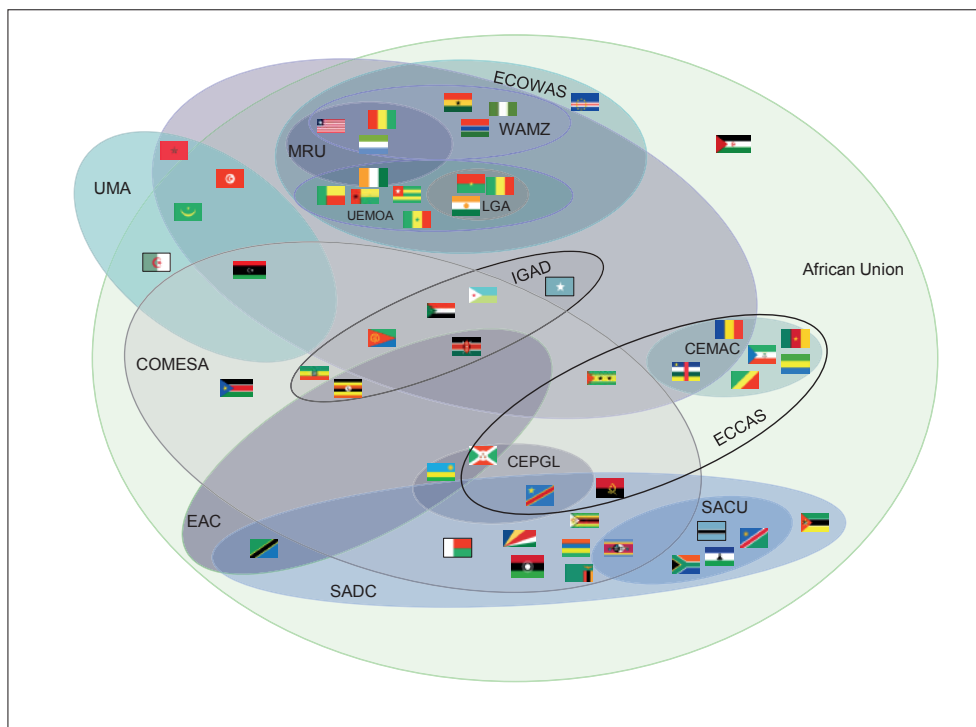 ECOWAS
WAMZ
MRU
UMA
UEMOA
LGA
IGAD
African Union
COMESA
CEMAC
ECCAS
CEPGL
SACU
EAC
SADC